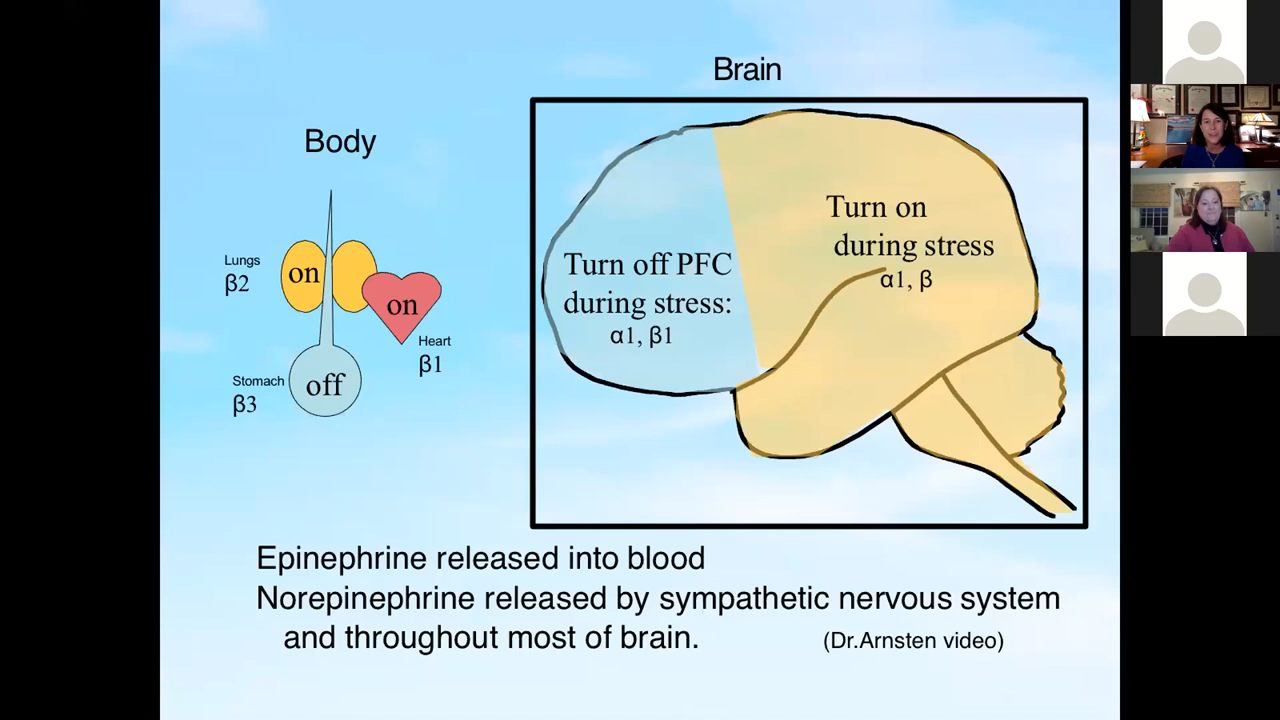 Brain
Body
Lungs
β2
on
on
Heart
β1
Stomach
β3
off
Turn off PFC
during stress:
α1, β1
Turn on
during stress
α1, β
Epinephrine released into blood
Norepinephrine released by sympathetic nervous system
and throughout most of brain.
(Dr.Arnsten video)